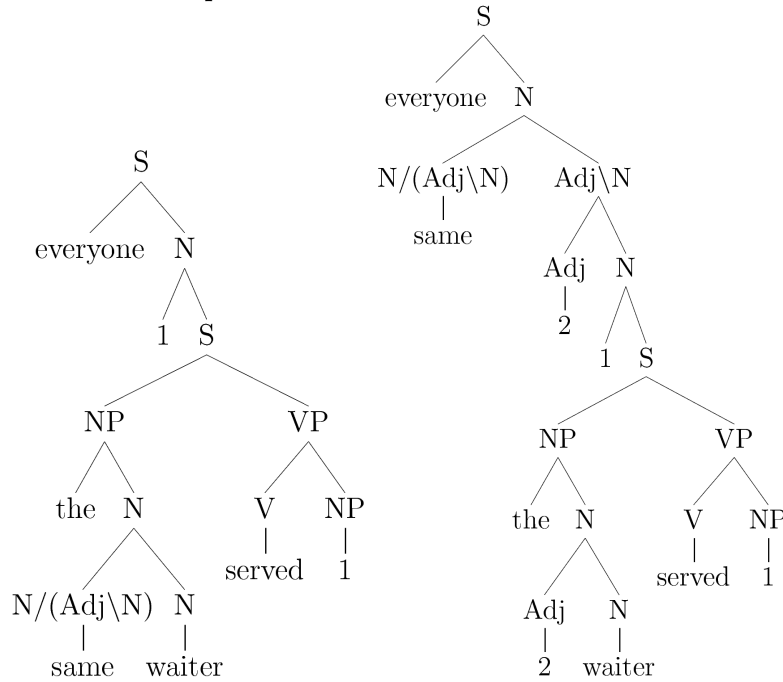 S
everyone N
1 S
NP VP
the N V NP
served 1
N/(Adj\N) N
same waiter
S
everyone N
N/(Adj\N) Adj\N
same
Adj N
2 1 S
NP VP
the N V NP
served 1
Adj N
2 waiter